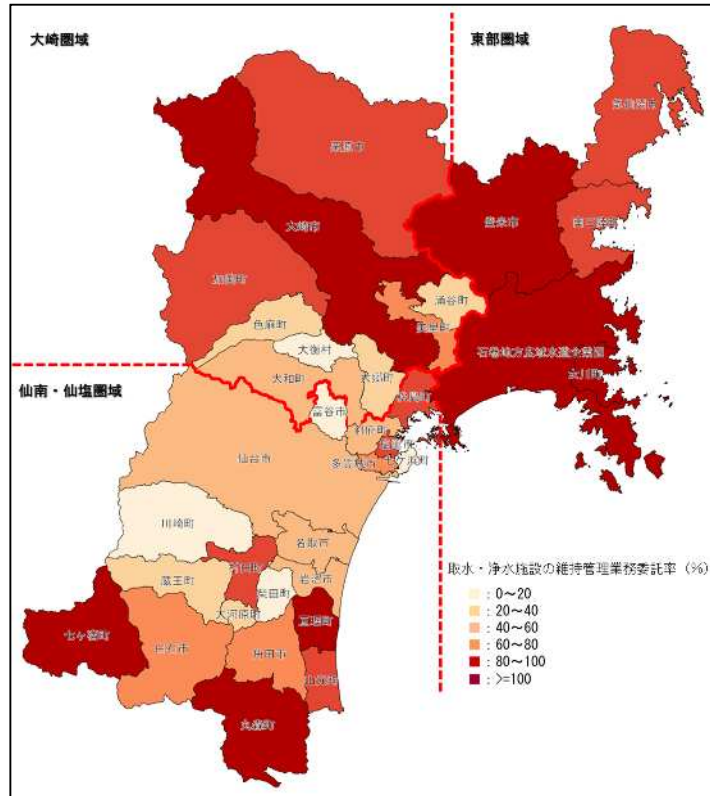 大崎圏域
東部圏域
気仙沼市
栗原市
登米市
南三陸町
大崎市
加美町
涌谷町
美里町
色麻町
石巻地方広域水道企業団
大衡村
女川町
大和町
大郷町
松島町
仙南・仙塩圏域
富谷市
利府町
塩竈市
仙台市
多賀城市
七ヶ浜町
川崎町
名取市
取水・浄水施設の維持管理業務委託率（%）
村田町
岩沼市
：0～20
蔵王町
柴田町
：20～40
大河原町
亘理町
：40～60
七ヶ宿町
白石市
角田市
：60～80
山元町
：80～100
：>=100
丸森町